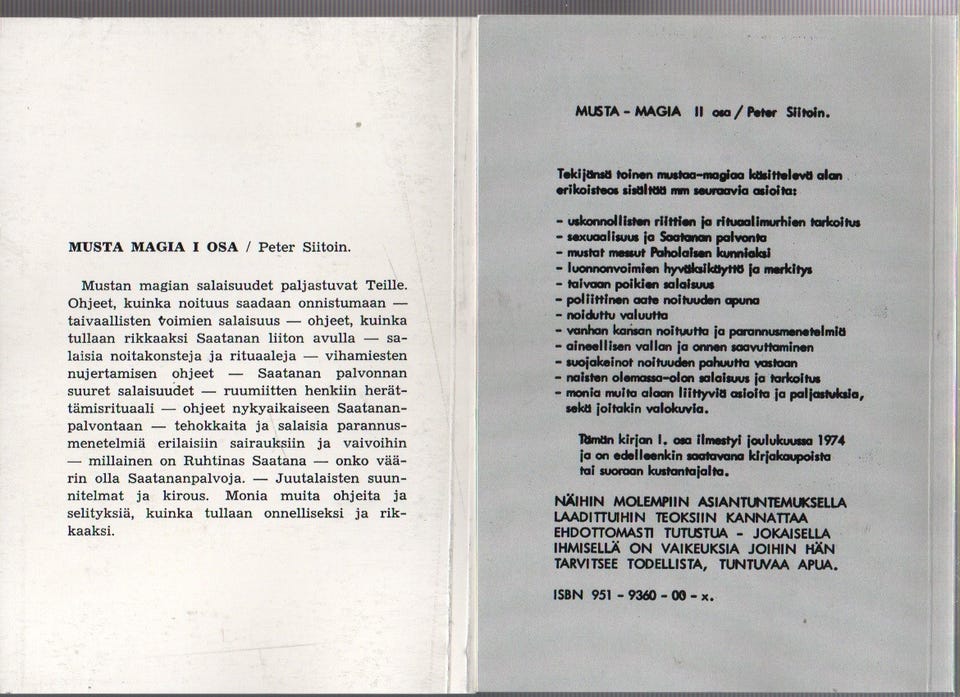 MUSTA MAGIA I OSA / Peter Siitoin.
Mustan magian salaisuudet paljastuvat Teille.
Ohjeet, kuinka noituus saadaan onnistumaan —
taivaallisten voimien salaisuus — ohjeet, kuinka
tullaan rikkaaksi Saatanan liiton avulla — sa-
laisia noitakonsteja ja rituaaleja — vihamiesten
nujertamisen ohjeet — Saatanan palvonnan
suuret salaisuudet — ruumiitten henkiin herät-
tämisrituaali — ohjeet nykyaikaiseen Saatanan-
palvontaan — tehokkaita ja salaisia parannus-
menetelmiä erilaisiin sairauksiin ja vaivoihin
— millainen on Ruhtinas Saatana — onko vää-
rin olla Saatananpalvoja. — Juutalaisten suun-
nitelmat ja kirous. Monia muita ohjeita ja
selityksiä, kuinka tullaan onnelliseksi ja rik-
kaaksi.
MUSTA - MAGIA II osa / Peter Siitoin.
Tekijänsä toinen mustaa-magiaa käsittelevä alan
erikoisteos sisältää mm seuraavia asioita:
- uskonnollisten riittien ja rituaalimurhien tarkoitus
- sexuaalisuus ja Saatanan palvonta
- mustat messut Paholaisen kunniaksi
- luonnonvoimien hyväksikäyttö ja merkitys
- taivaan poikien salaisuus
- poliittinen aate noituuden apuna
- noiduttu valuutta
- vanhan kansan noituutta ja parannusmenetelmiä
- aineellisen vallan ja onnen saavuttaminen
- suojakeinot noituuden pahuutta vastaan
- naisten olemassa-olon salaisuus ja tarkoitus
- monia muita alaan liittyviä asioita ja paljastuksia,
sekä joitakin valokuvia.
Tämän kirjan I. osa ilmestyi joulukuussa 1974
ja on edelleenkin saatavana kirjakaupoista
tai suoraan kustantajalta.
NÄIHIN MOLEMPIIN ASIANTUNTEMUKSELLA
LAADITTUIHIN TEOKSIIN KANNATTAA
EHDOTTOMASTI TUTUSTUA - JOKAISELLA
IHMISELLÄ ON VAIKEUKSIA JOIHIN HÄN
TARVITSEE TODELLISTA, TUNTUVAA APUA.
ISBN 951 - 9360 - 00 - x.